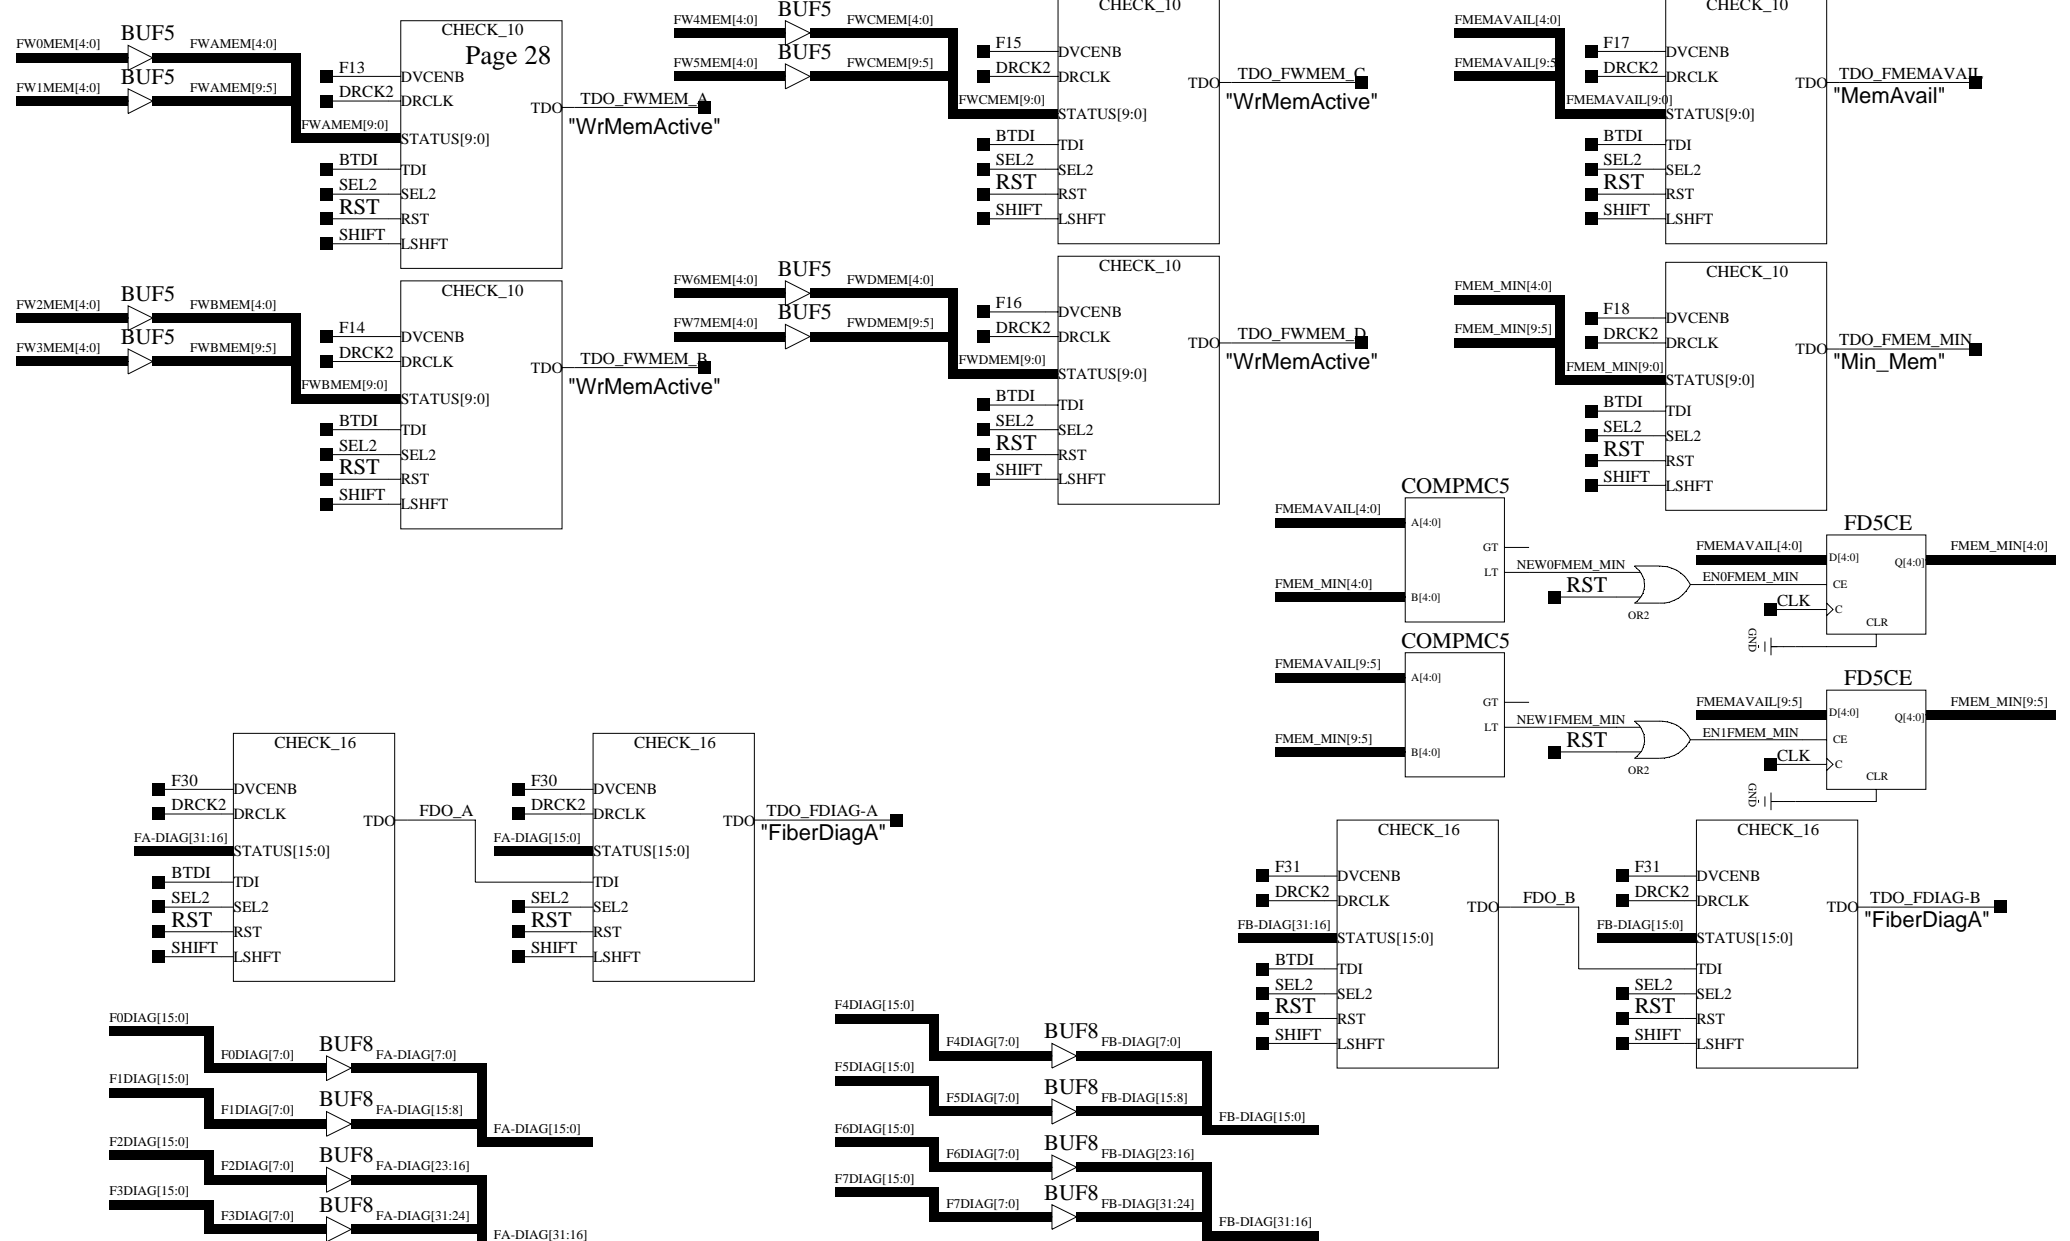 CHECK_10
Page 28
FW0MEM[4:0]
BUF5
FWAMEM[4:0]
FW1MEM[4:0]
BUF5
FWAMEM[9:5]
FWAMEM[9:0]
F13
DVCENB
DRCK2
DRCLK
TDO
TDO_FWMEM_A
"WrMemActive"
STATUS[9:0]
BTDI
TDI
SEL2
SEL2
RST
RST
SHIFT
LSHFT
CHECK_10
FW4MEM[4:0]
BUF5
FWCMEM[4:0]
FW5MEM[4:0]
BUF5
FWCMEM[9:5]
FWCMEM[9:0]
F15
DVCENB
DRCK2
DRCLK
TDO
TDO_FWMEM_C
"WrMemActive"
STATUS[9:0]
BTDI
TDI
SEL2
SEL2
RST
RST
SHIFT
LSHFT
CHECK_10
FMEMAVAIL[4:0]
FMEMAVAIL[9:5]
FMEMAVAIL[9:0]
F17
DVCENB
DRCK2
DRCLK
TDO
TDO_FMEMAVAIL
"MemAvail"
STATUS[9:0]
BTDI
TDI
SEL2
SEL2
RST
RST
SHIFT
LSHFT
CHECK_10
FW2MEM[4:0]
BUF5
FWBMEM[4:0]
FW3MEM[4:0]
BUF5
FWBMEM[9:5]
FWBMEM[9:0]
F14
DVCENB
DRCK2
DRCLK
TDO
TDO_FWMEM_B
"WrMemActive"
STATUS[9:0]
BTDI
TDI
SEL2
SEL2
RST
RST
SHIFT
LSHFT
CHECK_10
FW6MEM[4:0]
BUF5
FWDMEM[4:0]
FW7MEM[4:0]
BUF5
FWDMEM[9:5]
FWDMEM[9:0]
F16
DVCENB
DRCK2
DRCLK
TDO
TDO_FWMEM_D
"WrMemActive"
STATUS[9:0]
BTDI
TDI
SEL2
SEL2
RST
RST
SHIFT
LSHFT
CHECK_10
FMEM_MIN[4:0]
FMEM_MIN[9:5]
FMEM_MIN[9:0]
F18
DVCENB
DRCK2
DRCLK
TDO
TDO_FMEM_MIN
"Min_Mem"
STATUS[9:0]
BTDI
TDI
SEL2
SEL2
RST
RST
SHIFT
LSHFT
COMPMC5
FMEMAVAIL[4:0]
A[4:0]
GT
LT
FMEM_MIN[4:0]
B[4:0]
NEW0FMEM_MIN
RST
OR2
EN0FMEM_MIN
FD5CE
FMEMAVAIL[4:0]
D[4:0]
Q[4:0]
FMEM_MIN[4:0]
CE
CLK
C
CLR
GND
COMPMC5
FMEMAVAIL[9:5]
A[4:0]
GT
LT
FMEM_MIN[9:5]
B[4:0]
NEW1FMEM_MIN
RST
OR2
EN1FMEM_MIN
FD5CE
FMEMAVAIL[9:5]
D[4:0]
Q[4:0]
FMEM_MIN[9:5]
CE
CLK
C
CLR
GND
CHECK_16
F30
DVCENB
DRCK2
DRCLK
TDO
FDO_A
FA-DIAG[31:16]
STATUS[15:0]
BTDI
TDI
SEL2
SEL2
RST
RST
SHIFT
LSHFT
CHECK_16
F30
DVCENB
DRCK2
DRCLK
TDO
TDO_FDIAG-A
"FiberDiagA"
FA-DIAG[15:0]
STATUS[15:0]
TDI
SEL2
SEL2
RST
RST
SHIFT
LSHFT
CHECK_16
F31
DVCENB
DRCK2
DRCLK
TDO
FDO_B
FB-DIAG[31:16]
STATUS[15:0]
BTDI
TDI
SEL2
SEL2
RST
RST
SHIFT
LSHFT
CHECK_16
F31
DVCENB
DRCK2
DRCLK
TDO
TDO_FDIAG-B
"FiberDiagA"
FB-DIAG[15:0]
STATUS[15:0]
TDI
SEL2
SEL2
RST
RST
SHIFT
LSHFT
F0DIAG[15:0]
F0DIAG[7:0]
BUF8
FA-DIAG[7:0]
F1DIAG[15:0]
F1DIAG[7:0]
BUF8
FA-DIAG[15:8]
FA-DIAG[15:0]
F2DIAG[15:0]
F2DIAG[7:0]
BUF8
FA-DIAG[23:16]
F3DIAG[15:0]
F3DIAG[7:0]
BUF8
FA-DIAG[31:24]
FA-DIAG[31:16]
F4DIAG[15:0]
F4DIAG[7:0]
BUF8
FB-DIAG[7:0]
F5DIAG[15:0]
F5DIAG[7:0]
BUF8
FB-DIAG[15:8]
FB-DIAG[15:0]
F6DIAG[15:0]
F6DIAG[7:0]
BUF8
FB-DIAG[23:16]
F7DIAG[15:0]
F7DIAG[7:0]
BUF8
FB-DIAG[31:24]
FB-DIAG[31:16]